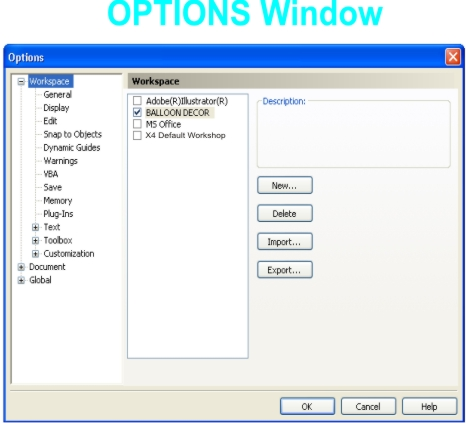 OPTIONS Window
Options
Workspace
General
Display
Edit
Snap to Objects
Dynamic Guides
Warnings
VBA
Save
Memory
Plug-Ins
Text
Toolbox
Customization
Document
Global
Workspace
Adobe(R)Illustrator(R)
BALLOON DECOR
MS Office
X4 Default Workshop
Description:
New...
Delete
Import...
Export...
OK
Cancel
Help